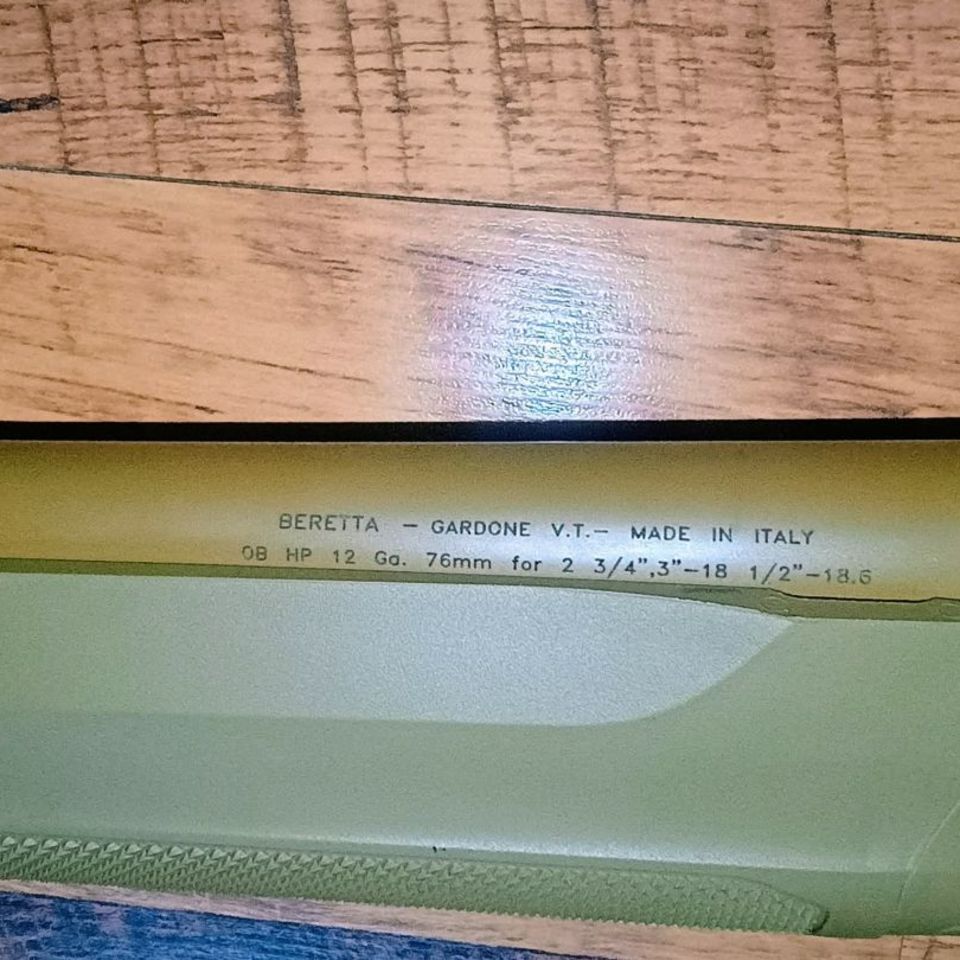 BERETTA - GARDONE V.T.- MADE IN ITALY
OB HP 12 Ga. 76mm for 2 3/4",3"-18 1/2"-18.6